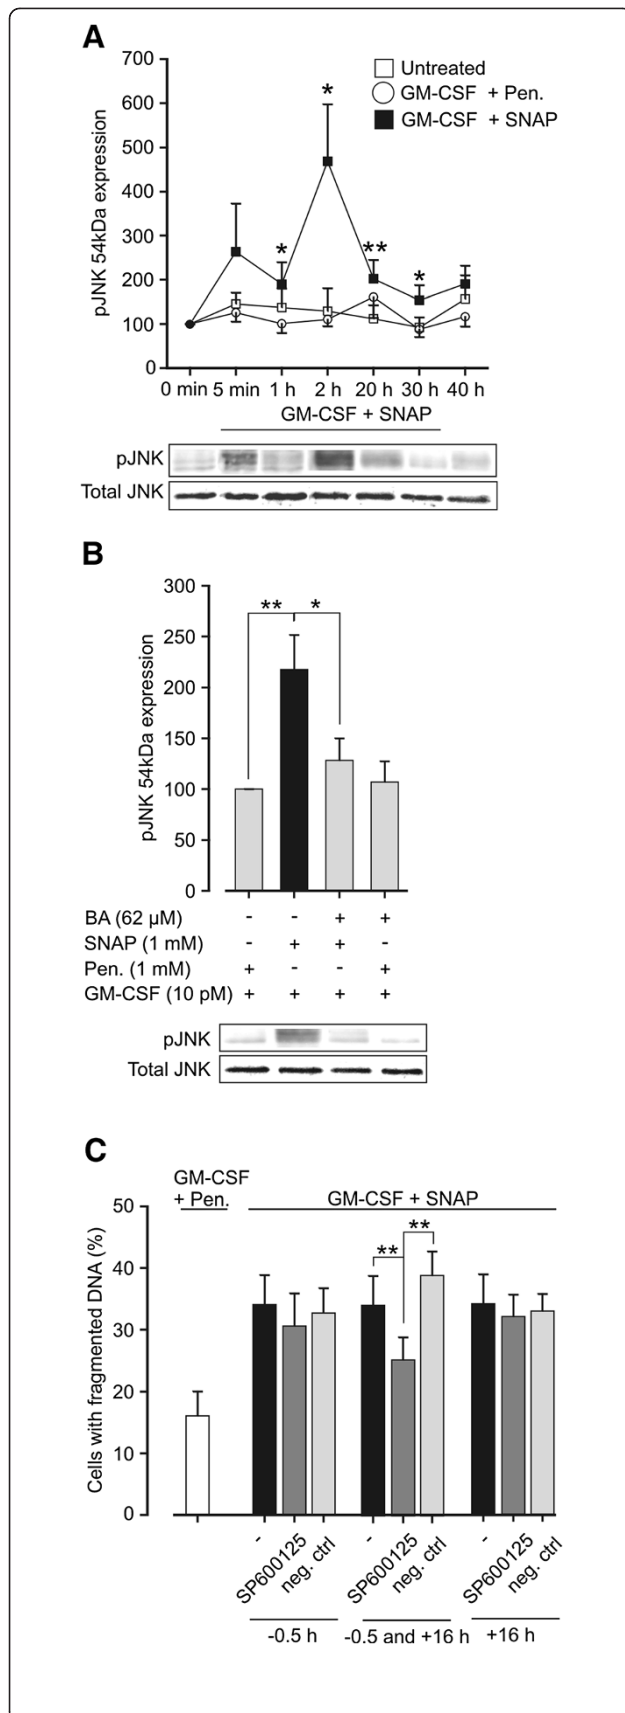 A
700
600
500
400
300
200
100
0
pJNK 54kDa expression
Untreated
GM-CSF + Pen.
GM-CSF + SNAP
*
*
**
*
0 min 5 min 1 h 2 h 20 h 30 h 40 h
GM-CSF + SNAP
pJNK
Total JNK
B
300
250
200
150
100
50
0
pJNK 54kDa expression
** *
BA (62 µM) - - + +
SNAP (1 mM) - + + -
Pen. (1 mM) + - - +
GM-CSF (10 pM) + + + +
pJNK
Total JNK
C
GM-CSF
+ Pen.
GM-CSF + SNAP
50
40
30
20
10
0
Cells with fragmented DNA (%)
**
**
- SP600125 neg. ctrl - SP600125 neg. ctrl - SP600125 neg. ctrl
-0.5 h -0.5 and +16 h +16 h